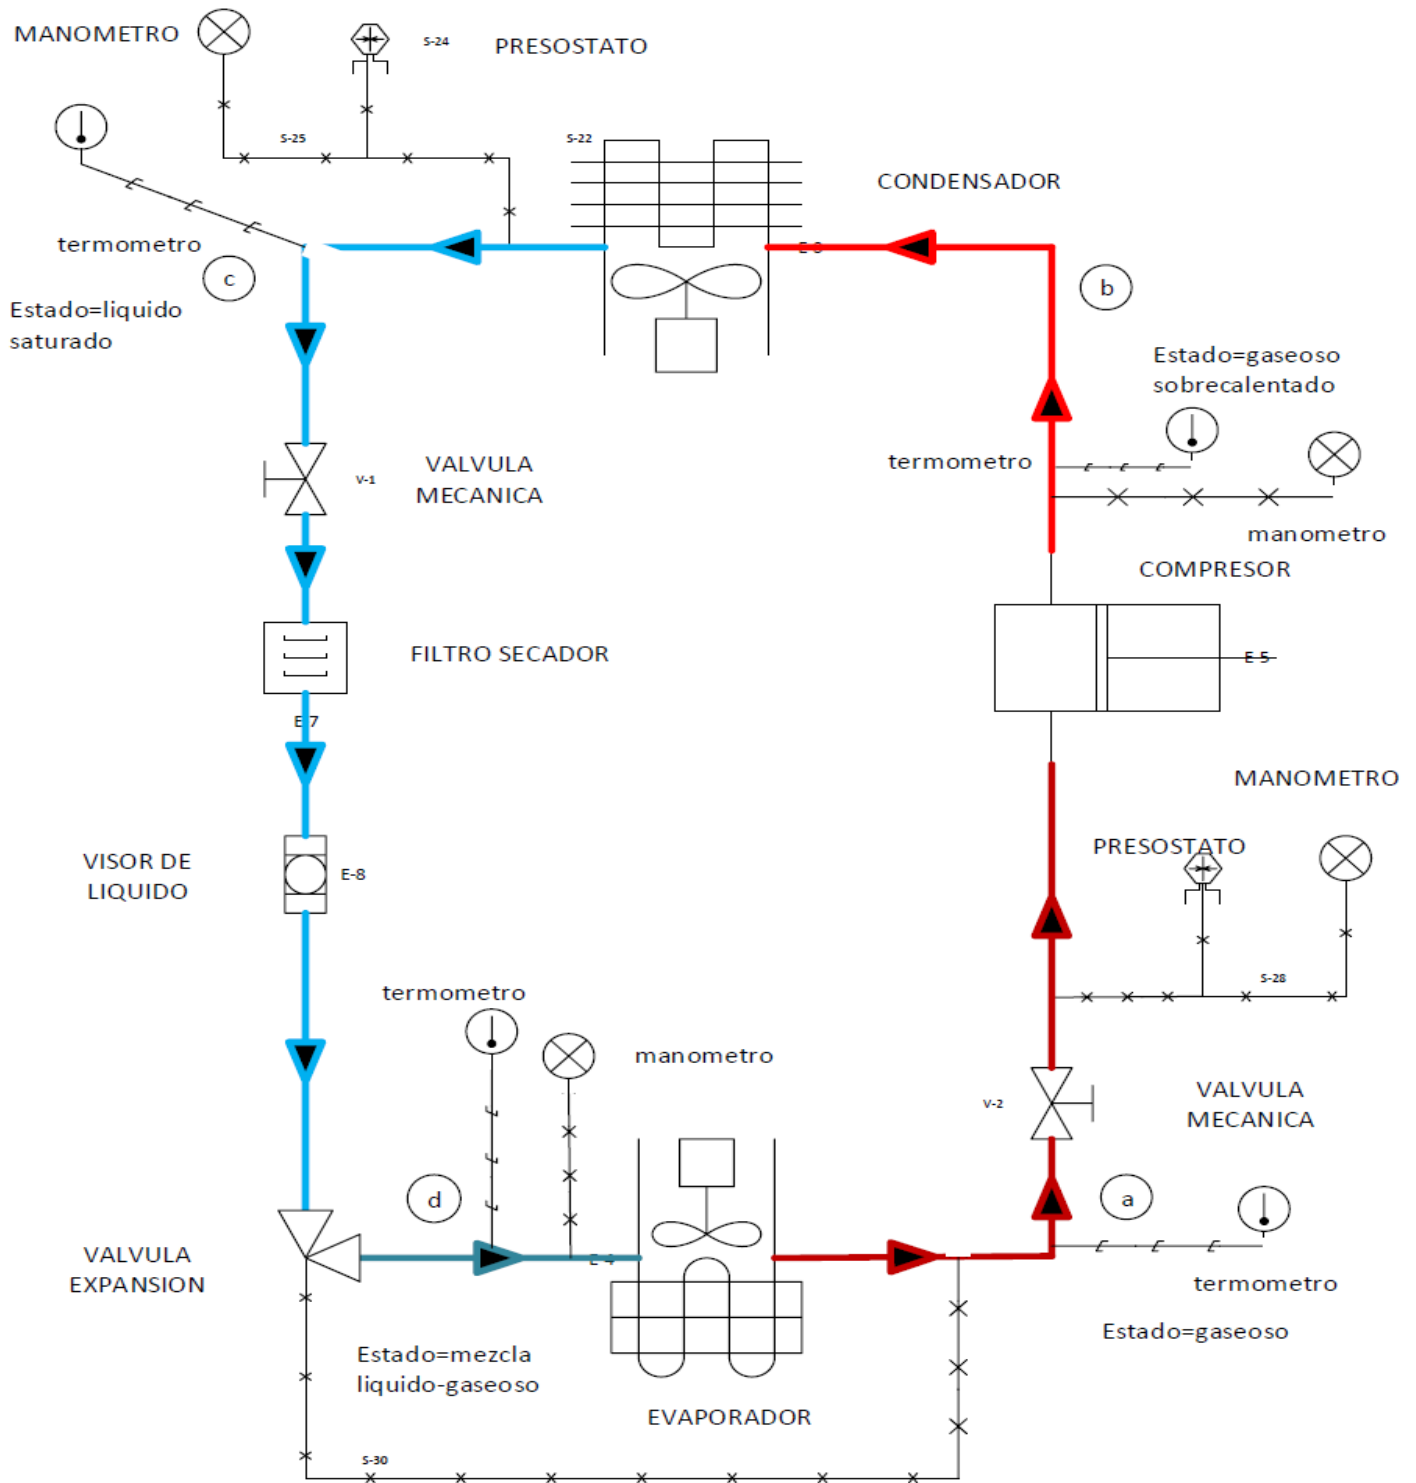 MANOMETRO
S-24
PRESOSTATO
S-25
S-22
CONDENSADOR
termometro
c
E-3
b
Estado=liquido
saturado
Estado=gaseoso
sobrecalentado
termometro
VALVULA
MECANICA
V-1
manometro
COMPRESOR
FILTRO SECADOR
E-5
E-7
MANOMETRO
PRESOSTATO
VISOR DE
LIQUIDO
E-8
S-28
termometro
manometro
V-2
VALVULA
MECANICA
d
a
VALVULA
EXPANSION
E-4
termometro
Estado=gaseoso
Estado=mezcla
liquido-gaseoso
EVAPORADOR
S-30